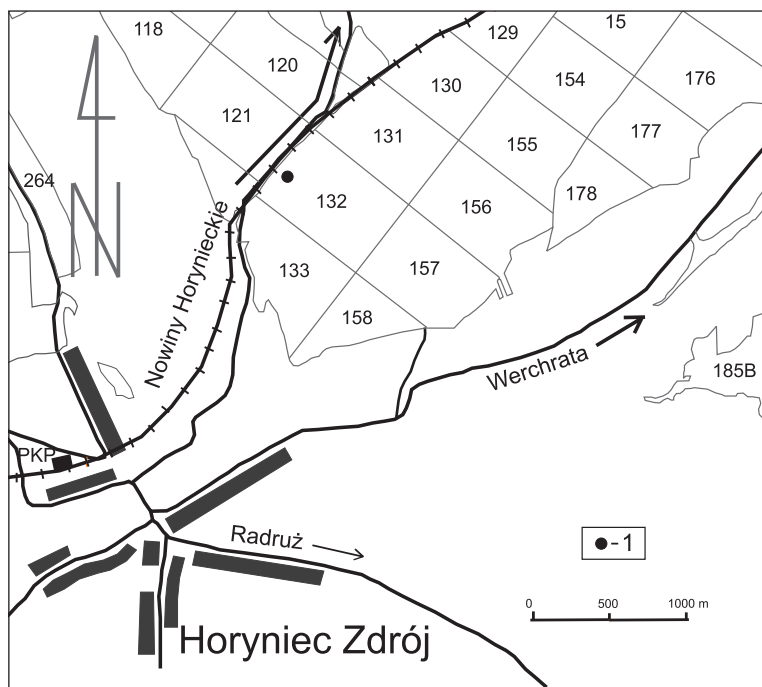 118
129
15
120
130
154
176
121
131
177
155
264
178
132
156
133
157
158
Nowiny Horynieckie
Werchrata
185B
PKP
Radruż
-1
0 500 1000 m
Horyniec Zdrój
N